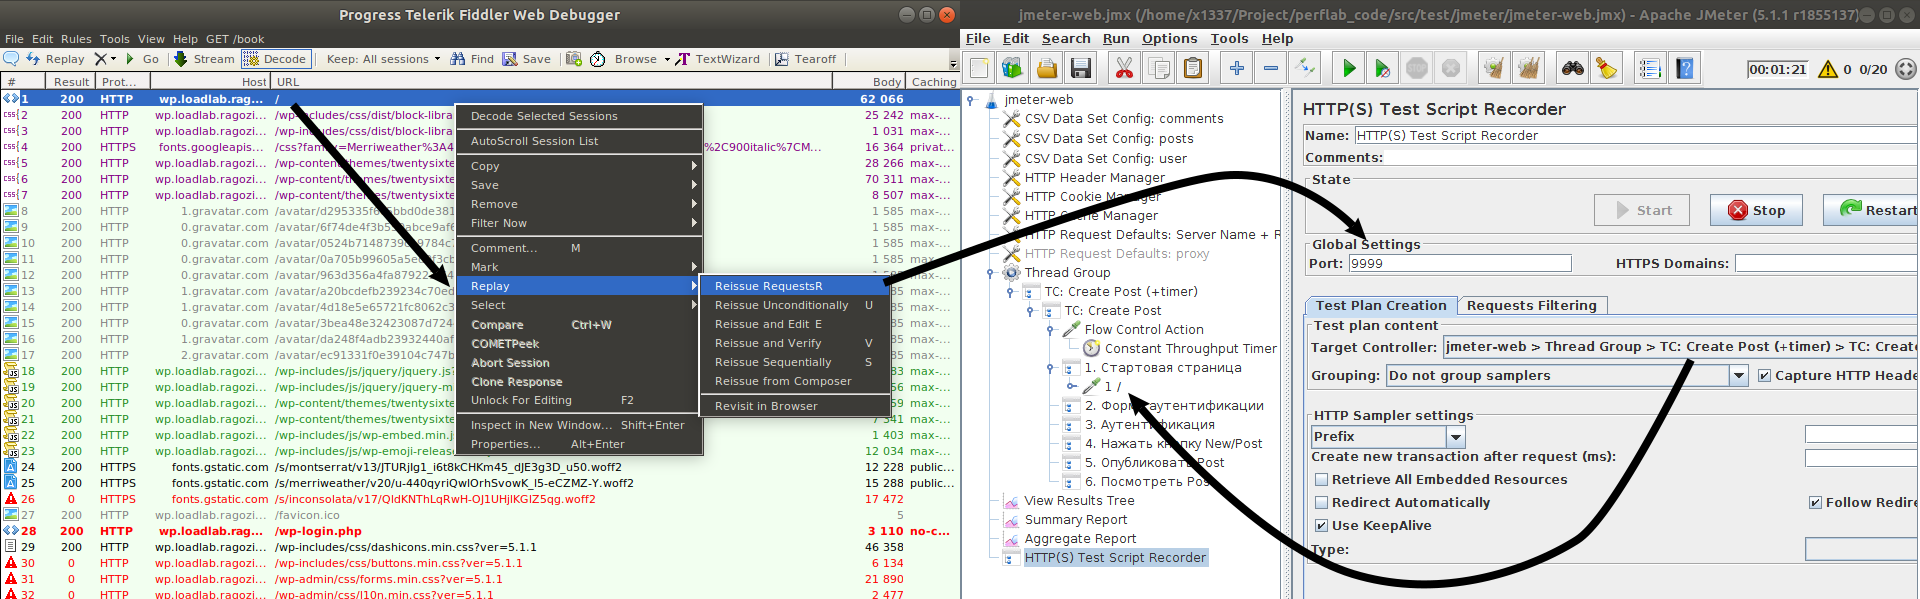 Progress Telerik Fiddler Web Debugger
File Edit Rules Tools View Help GET /book
Replay Go Stream Decode Keep: All sessions Find Save Browse TextWizard Tearoff
# Result Prot... Host URL Body Caching
1 200 HTTP wp.loadlab.rag... / 62 066
2 200 HTTP wp.loadlab.ragozi... /wp-includes/css/dist/block-libra 25 242 max-...
3 200 HTTP wp.loadlab.ragozi... /wp-includes/css/dist/block-libra 1 031 max-...
4 200 HTTPS fonts.googleapis... /css?family=Merriweather%3A4 %2C900italic%7CM... 16 364 privat...
5 200 HTTP wp.loadlab.ragozi... /wp-content/themes/twentysixte 28 266 max-...
6 200 HTTP wp.loadlab.ragozi... /wp-content/themes/twentysixte 70 311 max-...
7 200 HTTP wp.loadlab.ragozi... /wp-content/themes/twentysixte 8 507 max-...
8 200 HTTP 1.gravatar.com 1 585 max-...
9 200 HTTP 0.gravatar.com 1 585 max-...
10 200 HTTP 0.gravatar.com 1 585 max-...
11 200 HTTP 0.gravatar.com 1 585 max-...
12 200 HTTP 0.gravatar.com 1 585 max-...
13 200 HTTP 1.gravatar.com /avatar/a20bcdefb239234c70ed 1 585 max-...
14 200 HTTP 1.gravatar.com /avatar/4d18e5e65721fc8062c3 1 585 max-...
15 200 HTTP 0.gravatar.com /avatar/3bea48e32423087d724 1 585 max-...
16 200 HTTP 1.gravatar.com /avatar/da248f4adb23922440af 1 585 max-...
17 200 HTTP 2.gravatar.com /avatar/ec91331f0e39104c747b 1 585 max-...
18 200 HTTP wp.loadlab.ragozi... /wp-includes/js/jquery/jquery.js? max-...
19 200 HTTP wp.loadlab.ragozi... /wp-includes/js/jquery/jquery-m max-...
20 200 HTTP wp.loadlab.ragozi... /wp-content/themes/twentysixte max-...
21 200 HTTP wp.loadlab.ragozi... /wp-content/themes/twentysixte 7 341 max-...
22 200 HTTP wp.loadlab.ragozi... /wp-includes/js/wp-embed.min.j 1 403 max-...
23 200 HTTP wp.loadlab.ragozi... /wp-includes/js/wp-emoji-releas 12 034 max-...
24 200 HTTPS fonts.gstatic.com /s/montserrat/v13/JTURjIg1_i6t8kCHKm45_dJE3g3D_u50.woff2 12 228 public...
25 200 HTTPS fonts.gstatic.com /s/merriweather/v20/u-440qyriQwlOrhSvowK_l5-eCZMZ-Y.woff2 15 288 public...
26 0 HTTPS fonts.gstatic.com /s/inconsolata/v17/QldKNThLqRwH-OJ1UHjlKGlZ5qg.woff2 17 472
27 200 HTTP wp.loadlab.ragozi... /favicon.ico 5
28 200 HTTP wp.loadlab.rag... /wp-login.php 3 110 no-c...
29 200 HTTP wp.loadlab.ragozi... /wp-includes/css/dashicons.min.css?ver=5.1.1 46 358
30 0 HTTP wp.loadlab.ragozi... /wp-includes/css/buttons.min.css?ver=5.1.1 6 134
31 0 HTTP wp.loadlab.ragozi... /wp-admin/css/forms.min.css?ver=5.1.1 21 890
32 0 HTTP wp.loadlab.ragozi... /wp-admin/css/l10n.min.css?ver=5.1.1 2 477
Decode Selected Sessions
AutoScroll Session List
Copy
Save
Remove
Filter Now
Comment... M
Mark
Replay
Select
Compare Ctrl+W
COMETPeek
Abort Session
Clone Response
Unlock For Editing F2
Inspect in New Window... Shift+Enter
Properties... Alt+Enter
Reissue RequestsR
Reissue Unconditionally U
Reissue and Edit E
Reissue and Verify V
Reissue Sequentially S
Reissue from Composer
Revisit in Browser
jmeter-web.jmx (/home/x1337/Project/perflab_code/src/test/jmeter/jmeter-web.jmx) - Apache JMeter (5.1.1 r1855137)
File Edit Search Run Options Tools Help
00:01:21 0 0/20
jmeter-web
CSV Data Set Config: comments
CSV Data Set Config: posts
CSV Data Set Config: user
HTTP Header Manager
HTTP Cookie Manager
HTTP Cache Manager
HTTP Request Defaults: Server Name + R
HTTP Request Defaults: proxy
Thread Group
TC: Create Post (+timer)
TC: Create Post
Flow Control Action
Constant Throughput Timer
1. Стартовая страница
1 /
2. Форма аутентификации
3. Аутентификация
4. Нажать кнопку New/Post
5. Опубликовать Post
6. Посмотреть Post
View Results Tree
Summary Report
Aggregate Report
HTTP(S) Test Script Recorder
HTTP(S) Test Script Recorder
Name: HTTP(S) Test Script Recorder
Comments:
State
Start Stop Restart
Global Settings
Port: 9999 HTTPS Domains:
Test Plan Creation Requests Filtering
Test plan content
Target Controller: jmeter-web > Thread Group > TC: Create Post (+timer) > TC: Create
Grouping: Do not group samplers Capture HTTP Heade
HTTP Sampler settings
Prefix
Create new transaction after request (ms):
Retrieve All Embedded Resources
Redirect Automatically Follow Redire
Use KeepAlive
Type: